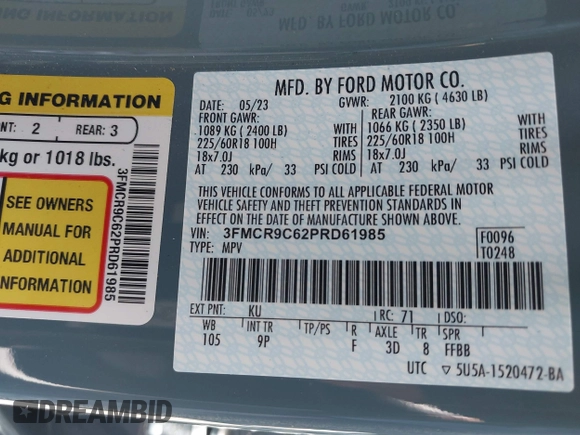 NG INFORMATION
NT: 2 REAR: 3
kg or 1018 lbs.
SEE OWNERS
MANUAL FOR
ADDITIONAL
INFORMATION
3FMCR9C62PRD61985
MFD. BY FORD MOTOR CO.
DATE: 05/23 GVWR: 2100 KG ( 4630 LB)
FRONT GAWR: REAR GAWR:
1089 KG ( 2400 LB) WITH 1066 KG ( 2350 LB) WITH
225/60R18 100H TIRES 225/60R18 100H TIRES
18x7.0J RIMS 18x7.0J RIMS
AT 230 kPa/ 33 PSI COLD AT 230 kPa/ 33 PSI COLD
THIS VEHICLE CONFORMS TO ALL APPLICABLE FEDERAL MOTOR
VEHICLE SAFETY AND THEFT PREVENTION STANDARDS IN
EFFECT ON THE DATE OF MANUFACTURE SHOWN ABOVE.
VIN: 3FMCR9C62PRD61985
TYPE: MPV
F0096
T0248
EXT PNT: KU RC: 71 DSO:
WB INT TR TP/PS R AXLE TR SPR
105 9P F 3D 8 FFBB
UTC ▽ 5U5A-1520472-BA
DREAMBID